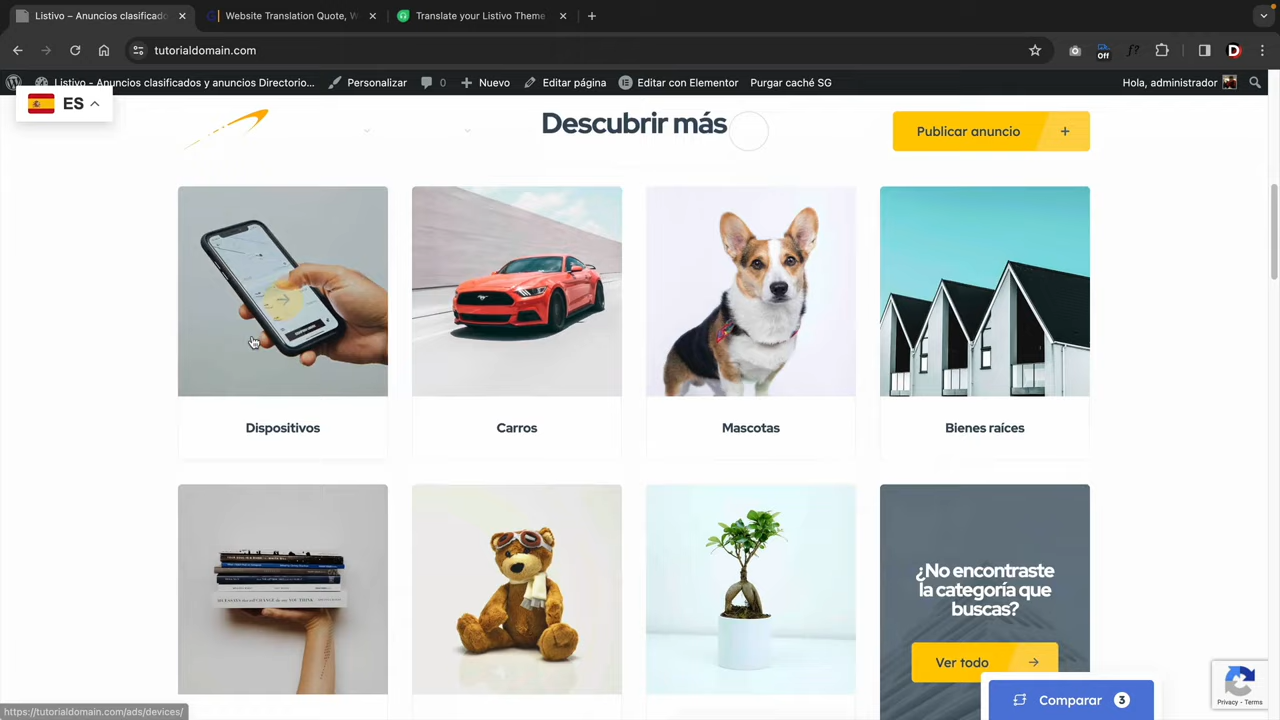 Listivo – Anuncios clasificado
Website Translation Quote, W
Translate your Listivo Theme
tutorialdomain.com
Off
f?
D
Listivo – Anuncios clasificados y anuncios Directorio...
Personalizar
0
Nuevo
Editar página
Editar con Elementor
Caché SG
Hola, administrador
ES
Descubrir más
Publicar anuncio
Dispositivos
Carros
Mascotas
Bienes raíces
¿No encontraste
la categoría que
buscas?
Ver todo
Comparar 3
Privacy - Terms
https://tutorialdomain.com/ads/devices/